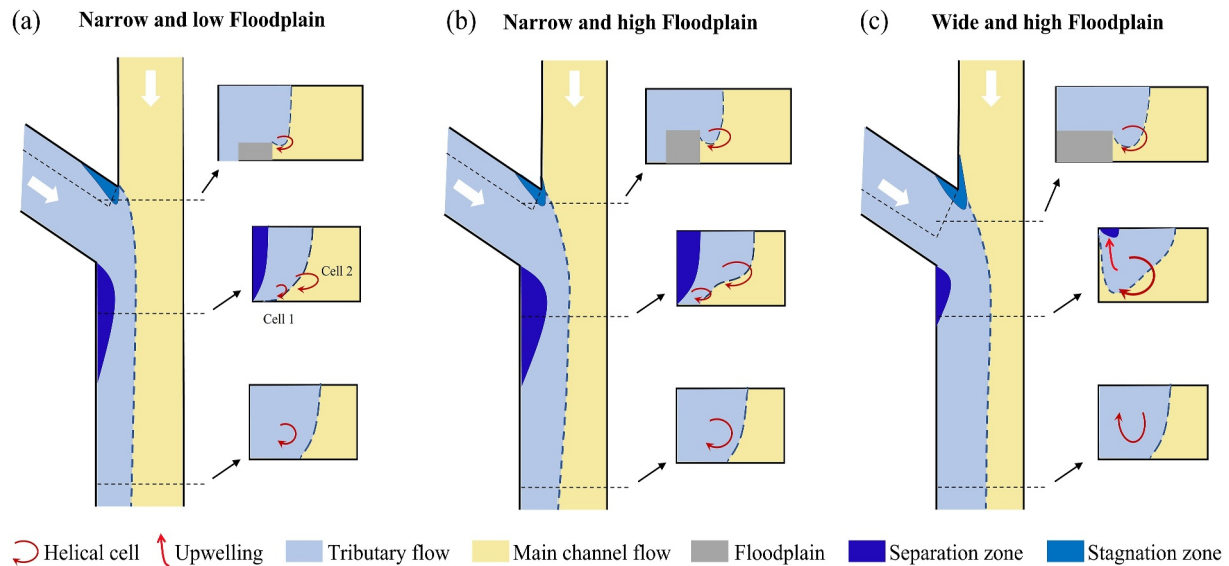 (a) Narrow and low Floodplain
(b) Narrow and high Floodplain
(c) Wide and high Floodplain
Cell 2
Cell 1
Helical cell
Upwelling
Tributary flow
Main channel flow
Floodplain
Separation zone
Stagnation zone